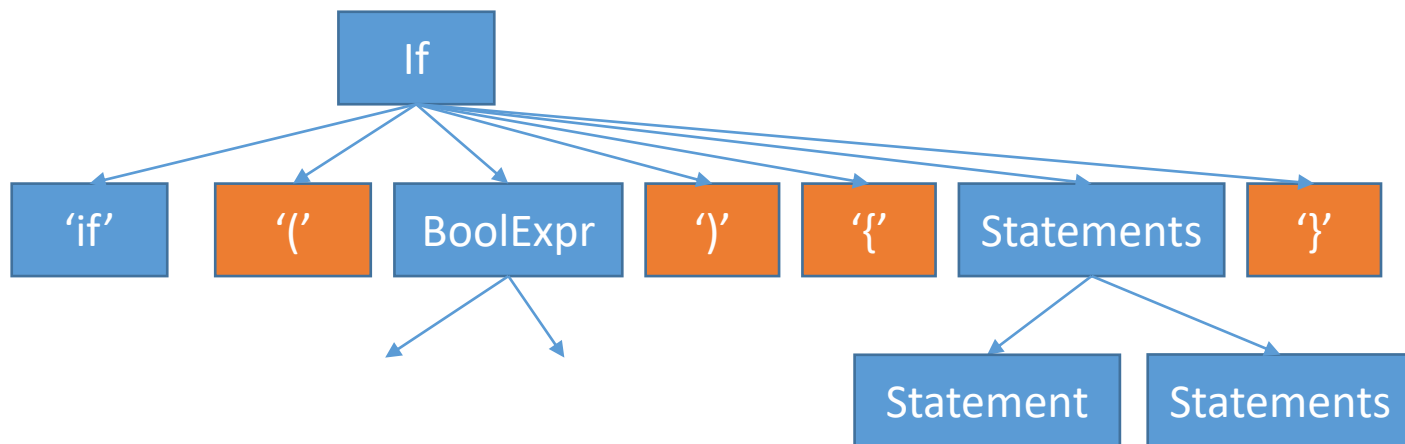 If
‘if’
‘(’
BoolExpr
‘)’
‘{’
Statements
‘}’
Statement
Statements